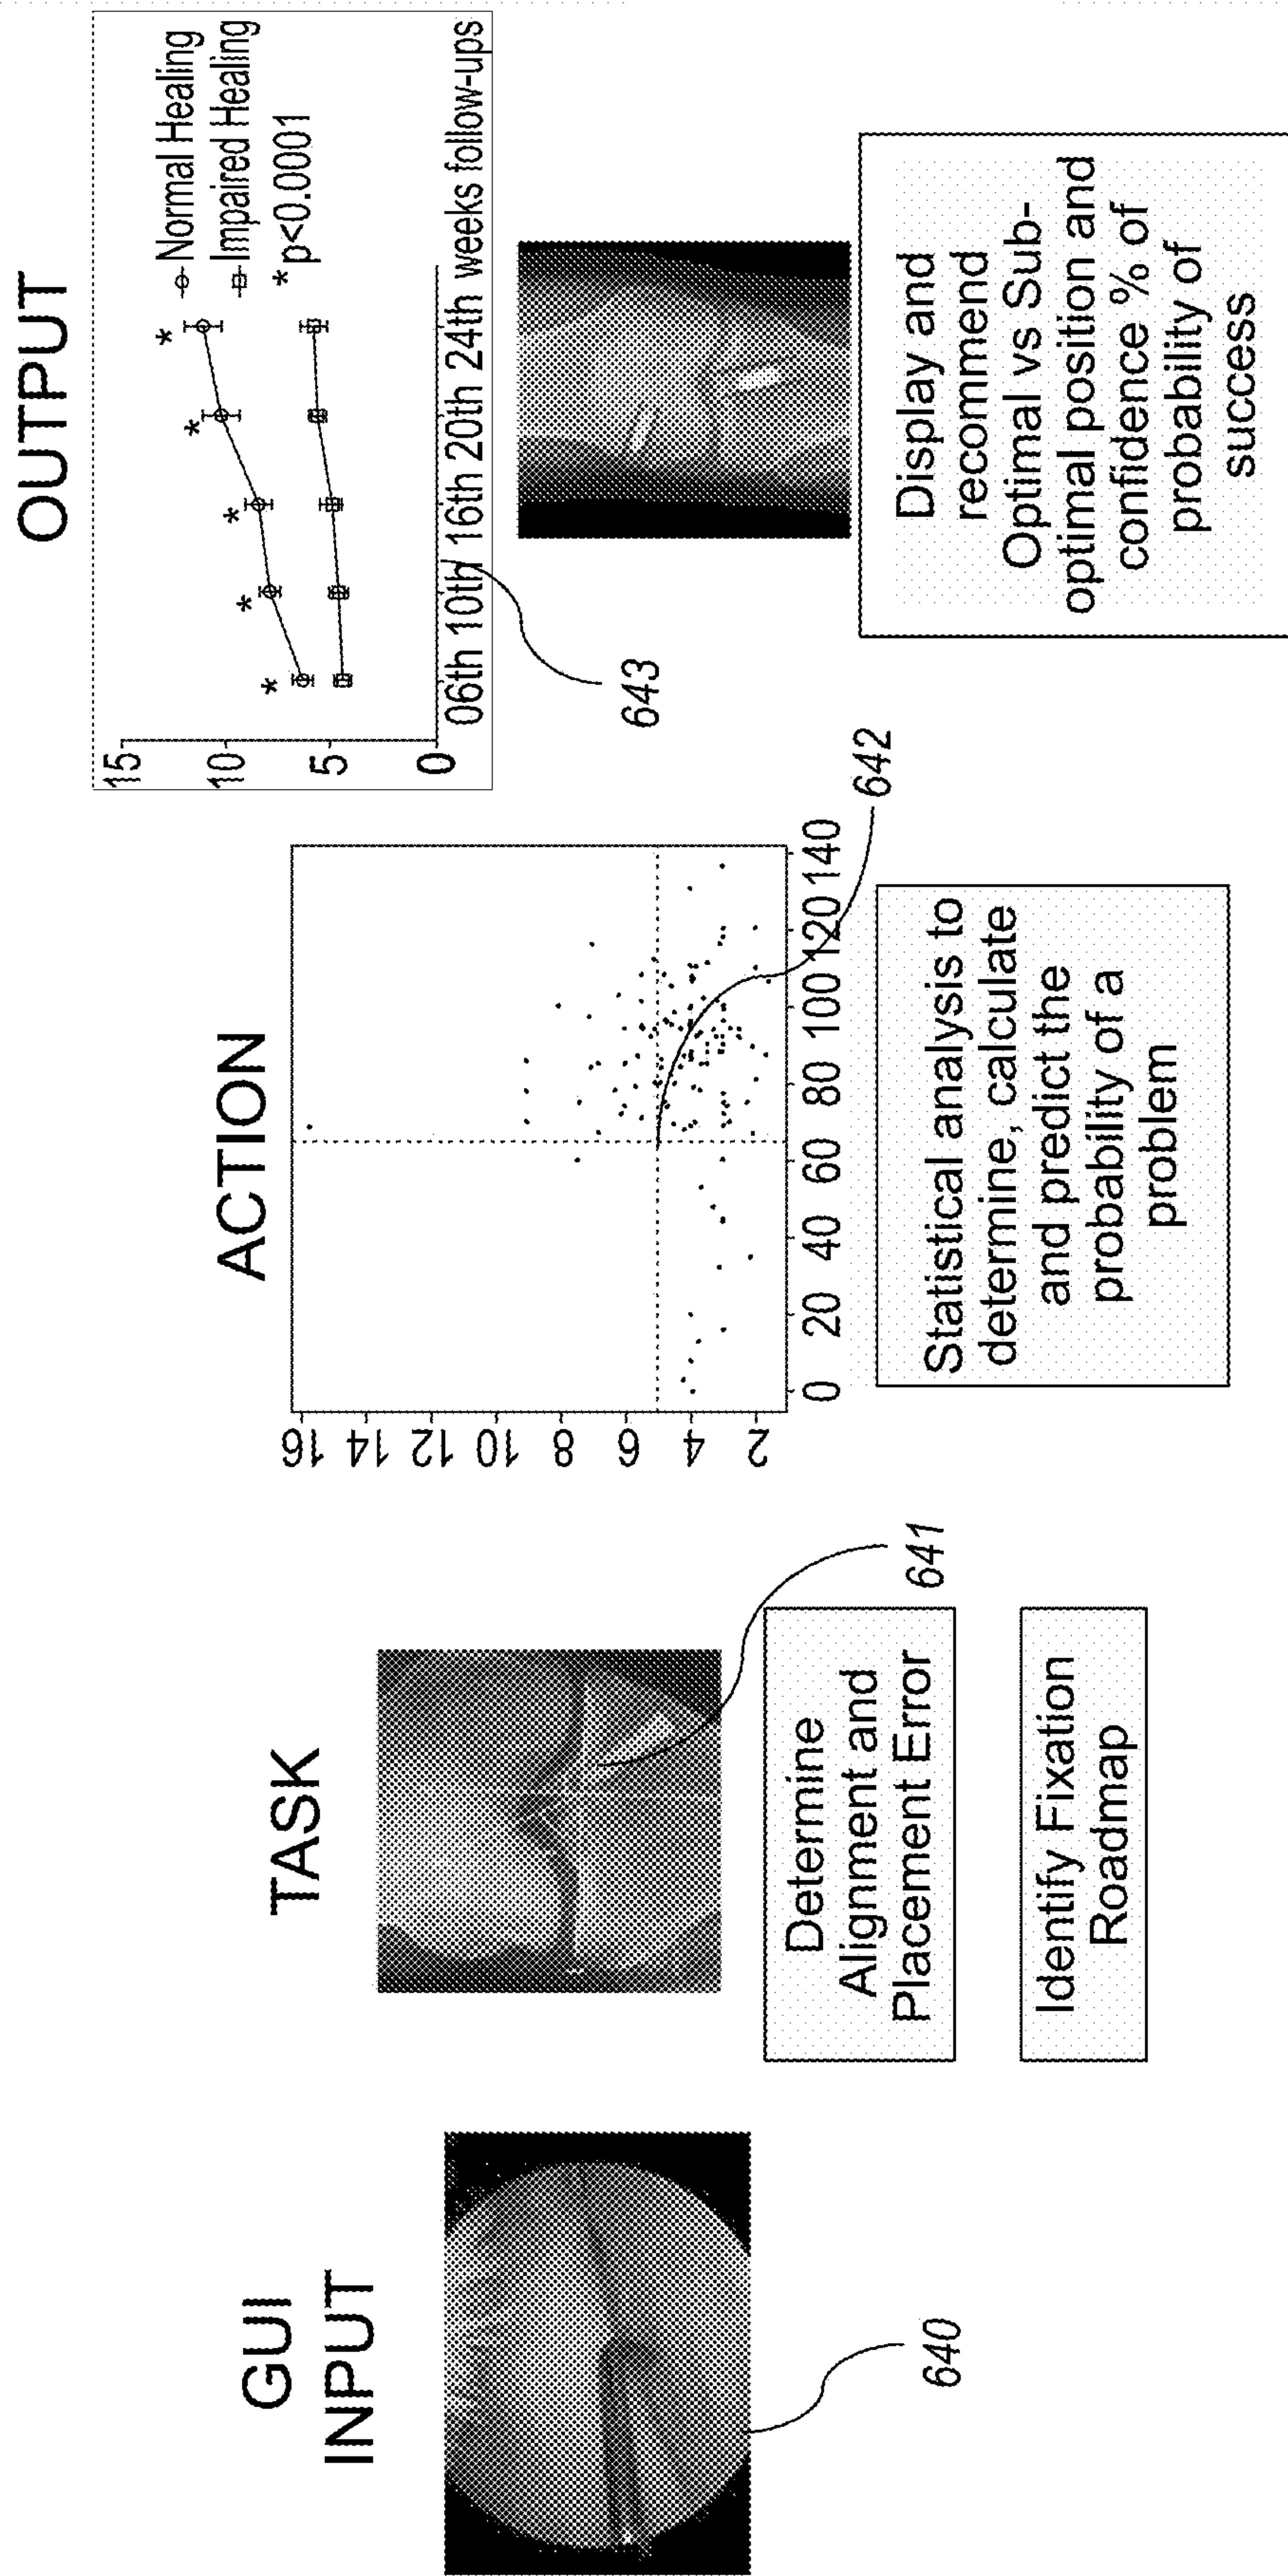 GUI
INPUT
640
TASK
641
Determine
Alignment and
Placement Error
Identify Fixation
Roadmap
ACTION
16
14
12
10
8
6
4
2
0 20 40 60 80 100 120 140
642
Statistical analysis to
determine, calculate
and predict the
probability of a
problem
OUTPUT
15
10
5
0
* * * * *
Normal Healing
Impaired Healing
* p<0.0001
06th 10th 16th 20th 24th weeks follow-ups
643
Display and
recommend
Optimal vs Sub-
optimal position and
confidence % of
probability of
success